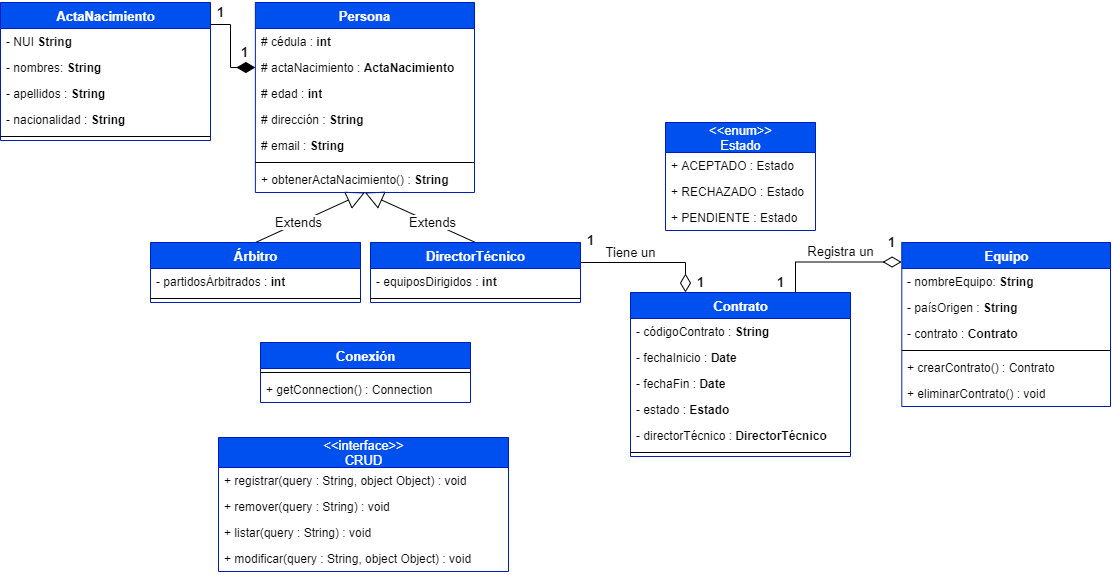 ActaNacimiento
- NUI String
- nombres: String
- apellidos : String
- nacionalidad : String
1
1
Persona
# cédula : int
# actaNacimiento : ActaNacimiento
# edad : int
# dirección : String
# email : String
+ obtenerActaNacimiento() : String
Extends
Extends
Árbitro
- partidosArbitrados : int
DirectorTécnico
- equiposDirigidos : int
1
Tiene un
1
<<enum>>
Estado
+ ACEPTADO : Estado
+ RECHAZADO : Estado
+ PENDIENTE : Estado
Registra un
1
1
Equipo
- nombreEquipo: String
- paísOrigen : String
- contrato : Contrato
+ crearContrato() : Contrato
+ eliminarContrato() : void
Contrato
- códigoContrato : String
- fechaInicio : Date
- fechaFin : Date
- estado : Estado
- directorTécnico : DirectorTécnico
Conexión
+ getConnection() : Connection
<<interface>>
CRUD
+ registrar(query : String, object Object) : void
+ remover(query : String) : void
+ listar(query : String) : void
+ modificar(query : String, object Object) : void